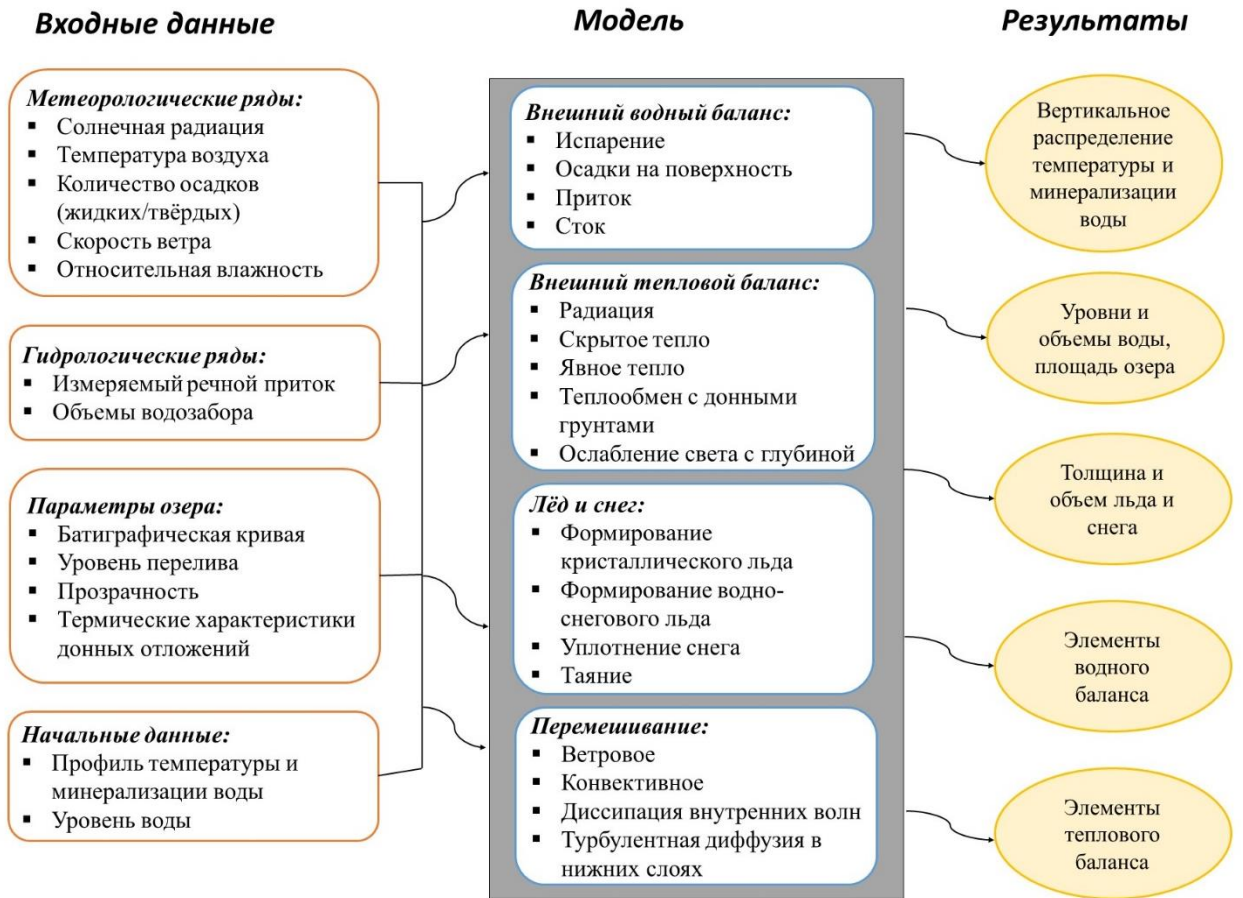 Входные данные
Метеорологические ряды:
▪ Солнечная радиация
▪ Температура воздуха
▪ Количество осадков
(жидких/твёрдых)
▪ Скорость ветра
▪ Относительная влажность
Гидрологические ряды:
▪ Измеряемый речной приток
▪ Объемы водозабора
Параметры озера:
▪ Батиграфическая кривая
▪ Уровень перелива
▪ Прозрачность
▪ Термические характеристики
донных отложений
Начальные данные:
▪ Профиль температуры и
минерализации воды
▪ Уровень воды
Модель
Внешний водный баланс:
▪ Испарение
▪ Осадки на поверхность
▪ Приток
▪ Сток
Внешний тепловой баланс:
▪ Радиация
▪ Скрытое тепло
▪ Явное тепло
▪ Теплообмен с донными
грунтами
▪ Ослабление света с глубиной
Лёд и снег:
▪ Формирование
кристаллического льда
▪ Формирование водно-
снегового льда
▪ Уплотнение снега
▪ Таяние
Перемешивание:
▪ Ветровое
▪ Конвективное
▪ Диссипация внутренних волн
▪ Турбулентная диффузия в
нижних слоях
Результаты
Вертикальное
распределение
температуры и
минерализации
воды
Уровни и
объемы воды,
площадь озера
Толщина и
объем льда и
снега
Элементы
водного
баланса
Элементы
теплового
баланса